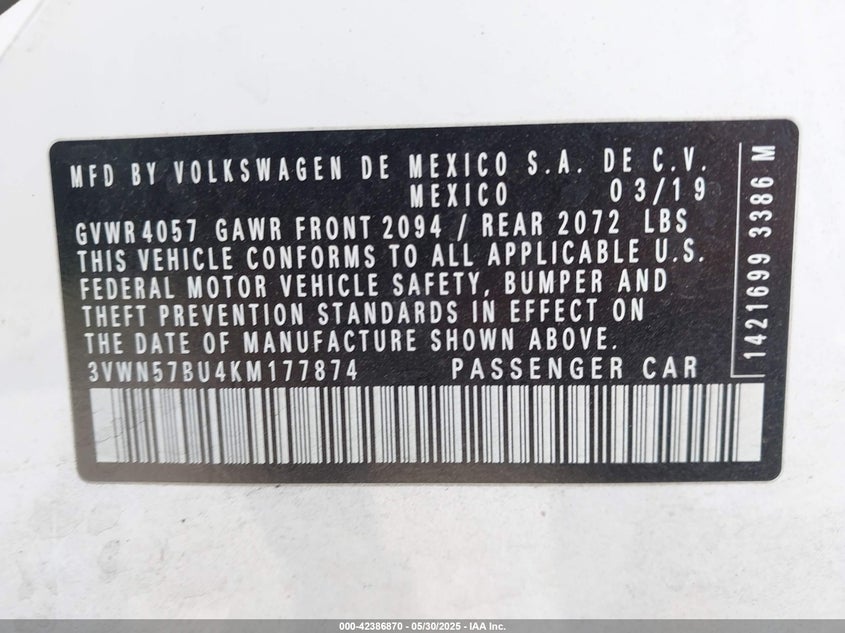 MFD BY VOLKSWAGEN DE MEXICO S.A. DE C.V.
MEXICO 03/19
GVWR 4057 GAWR FRONT 2094 / REAR 2072 LBS
THIS VEHICLE CONFORMS TO ALL APPLICABLE U.S.
FEDERAL MOTOR VEHICLE SAFETY, BUMPER AND
THEFT PREVENTION STANDARDS IN EFFECT ON
THE DATE OF MANUFACTURE SHOWN ABOVE.
3VWN57BU4KM177874 PASSENGER CAR
1421699 3386 M
000-42386870 - 05/30/2025 - IAA Inc.